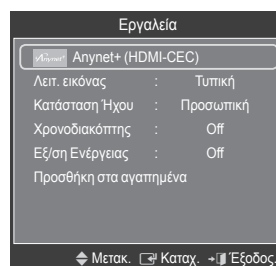 Εργαλεία
Anynet+ Anynet+ (HDMI-CEC)
Λειτ. εικόνας : Τυπική
Κατάσταση Ήχου : Προσωπική
Χρονοδιακόπτης : Off
Εξ/ση Ενέργειας : Off
Προσθήκη στα αγαπημένα
Μετακ. Καταχ. Έξοδος